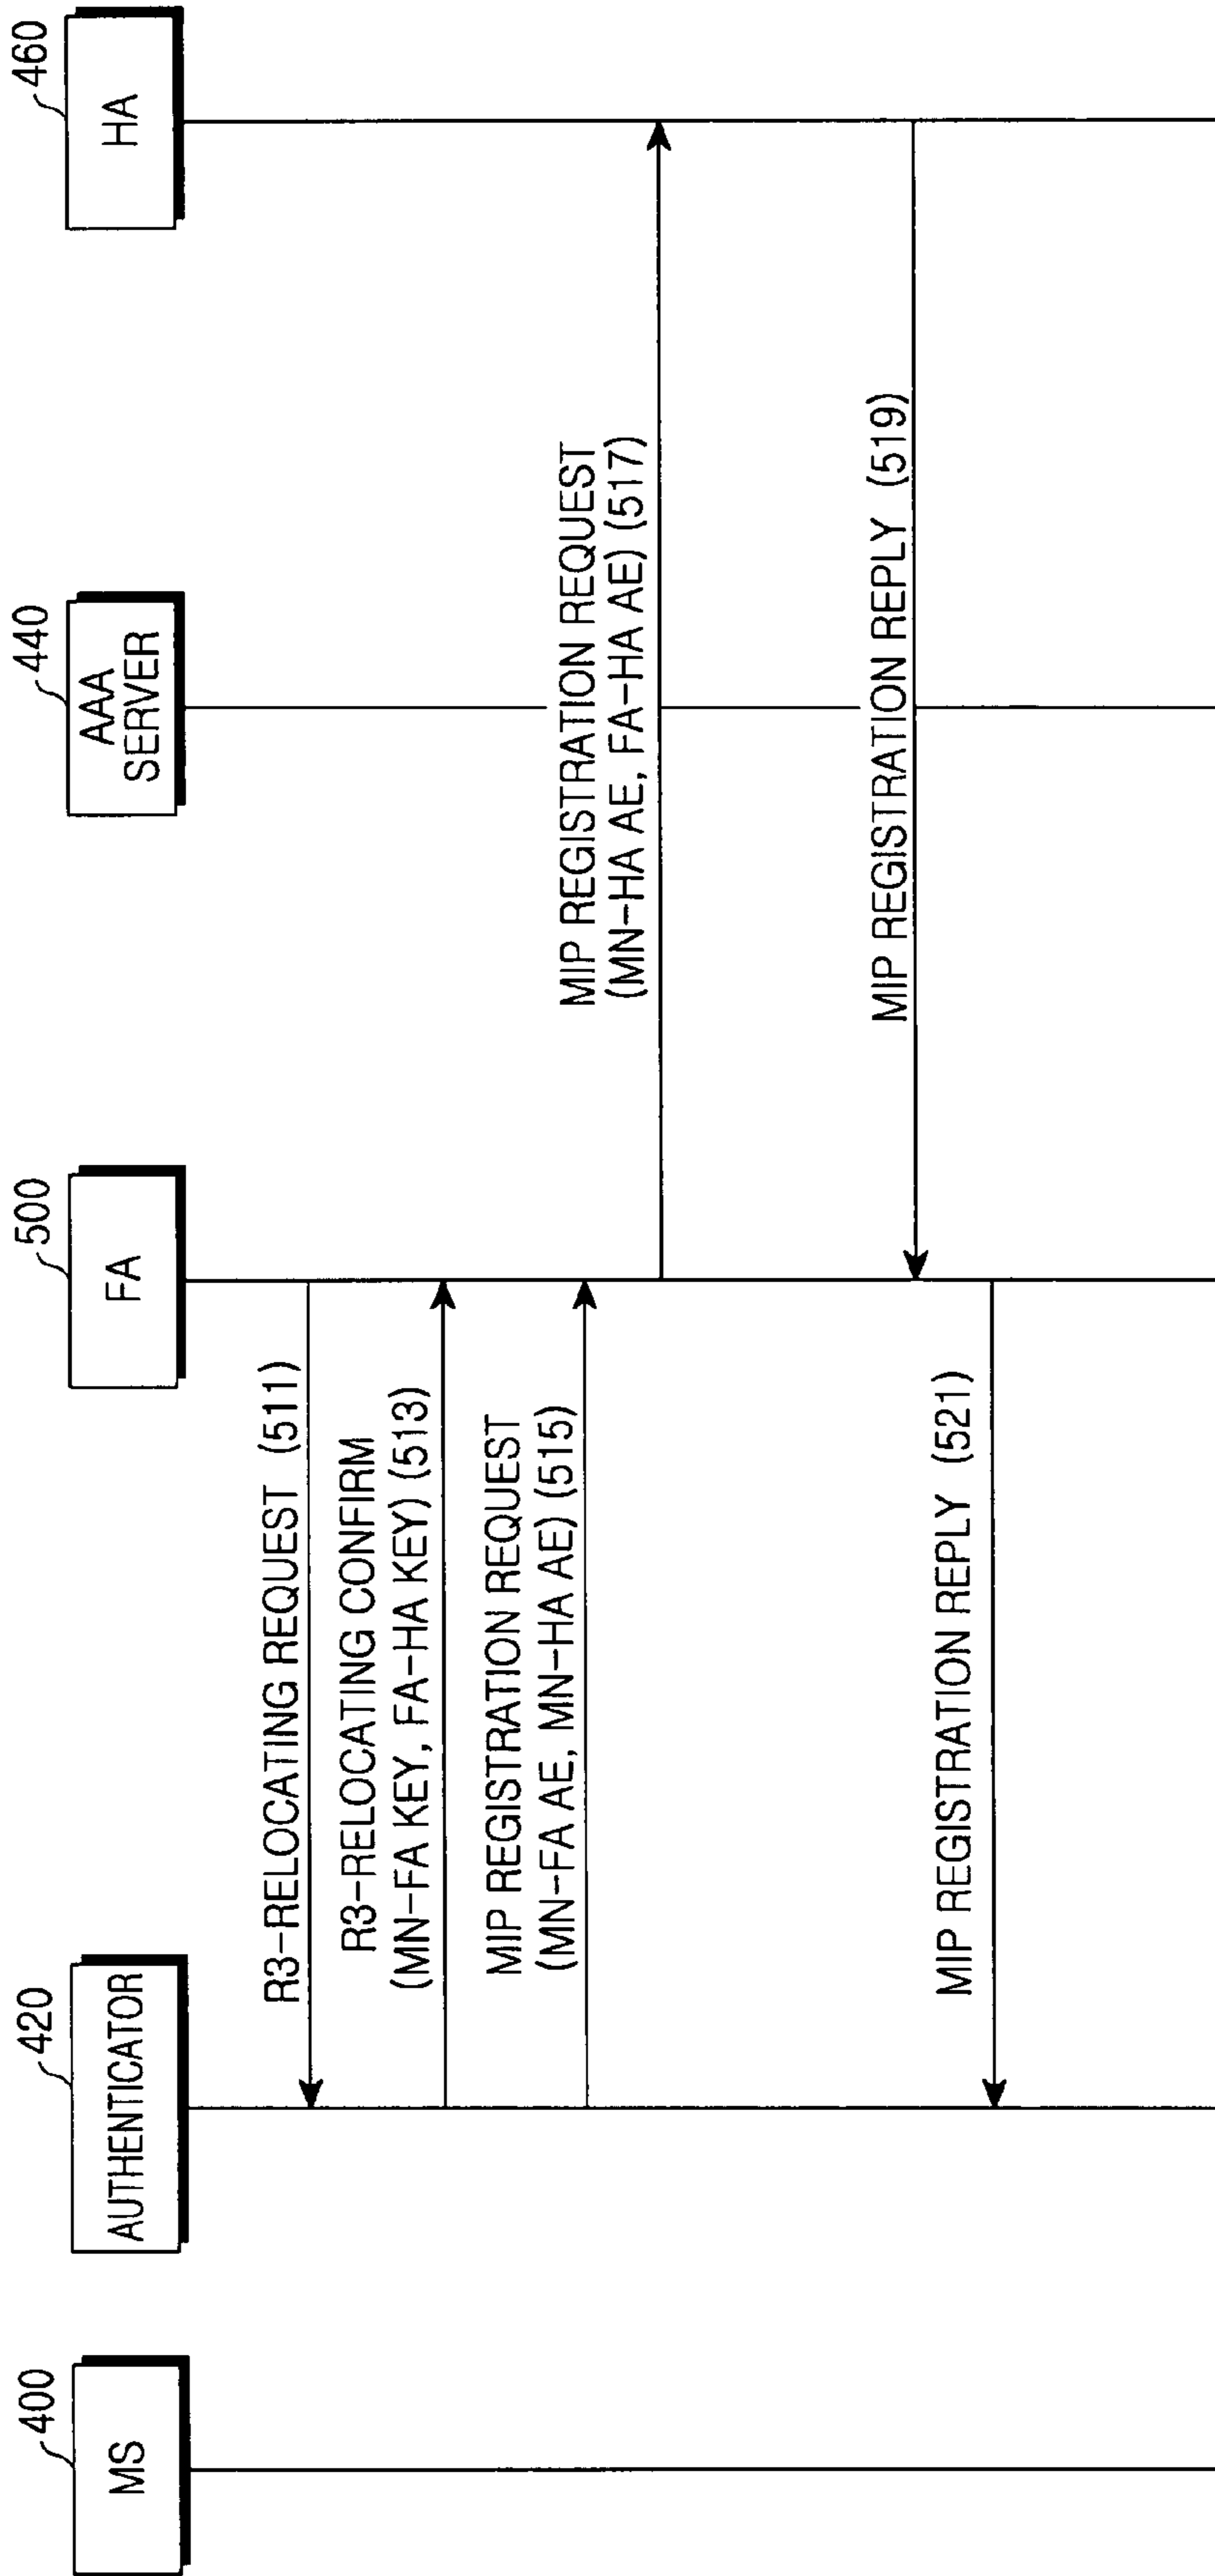 400
MS
420
AUTHENTICATOR
500
FA
440
AAA
SERVER
460
HA
R3-RELOCATING REQUEST (511)
R3-RELOCATING CONFIRM
(MN-FA KEY, FA-HA KEY) (513)
MIP REGISTRATION REQUEST
(MN-FA AE, MN-HA AE) (515)
MIP REGISTRATION REQUEST
(MN-HA AE, FA-HA AE) (517)
MIP REGISTRATION REPLY (519)
MIP REGISTRATION REPLY (521)